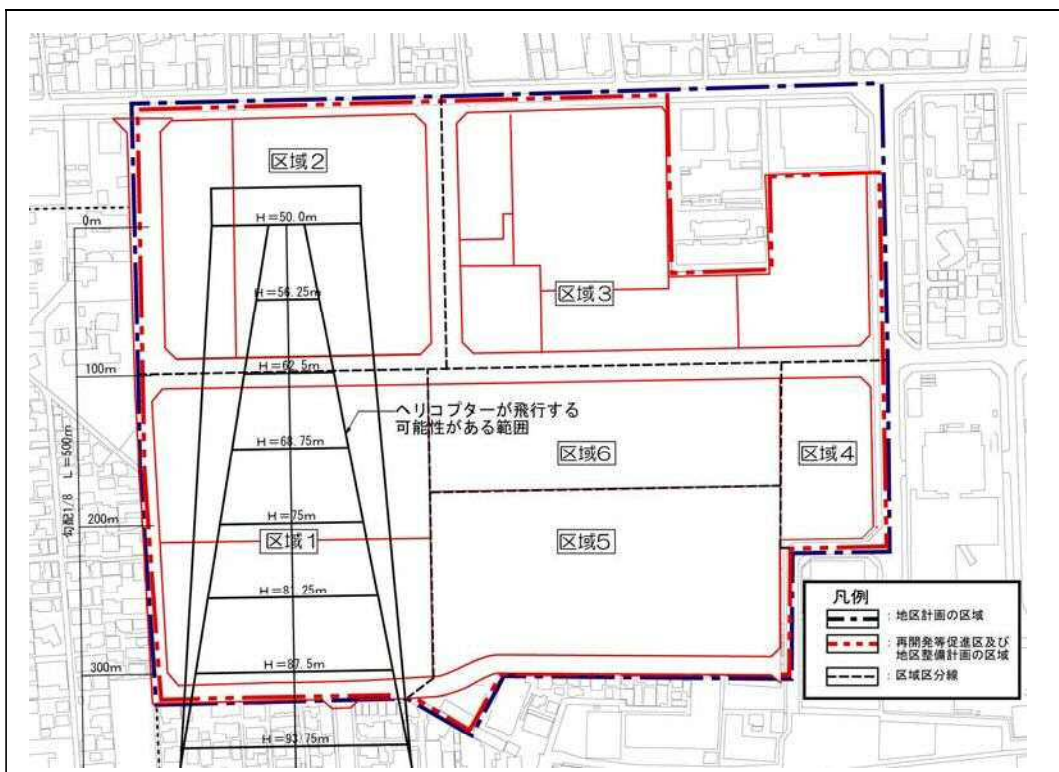 区域2
0m
H=50.0m
H=56.25m
区域3
100m
H=62.5m
ヘリコプターが飛行する
可能性がある範囲
H=68.75m
区域6
区域4
勾配1/8 L=500m
200m
H=75m
区域1
区域5
H=81.25m
300m
H=87.5m
H=93.75m
凡例
:地区計画の区域
:再開発等促進区及び
地区整備計画の区域
:区域区分線